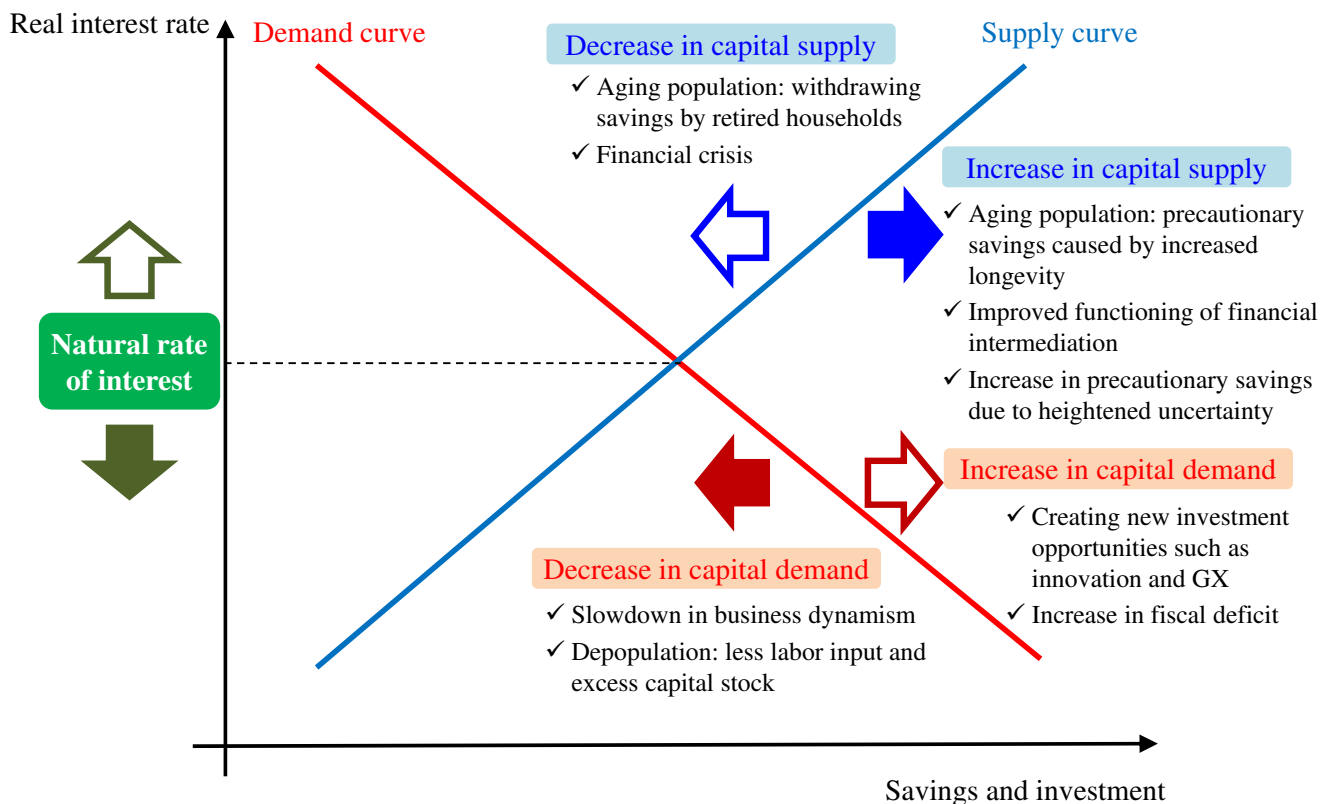 Real interest rate
Demand curve
Supply curve
Decrease in capital supply
✓ Aging population: withdrawing
savings by retired households
✓ Financial crisis
Increase in capital supply
✓ Aging population: precautionary
savings caused by increased
longevity
✓ Improved functioning of financial
intermediation
✓ Increase in precautionary savings
due to heightened uncertainty
Natural rate
of interest
Increase in capital demand
✓ Creating new investment
opportunities such as
innovation and GX
✓ Increase in fiscal deficit
Decrease in capital demand
✓ Slowdown in business dynamism
✓ Depopulation: less labor input and
excess capital stock
Savings and investment